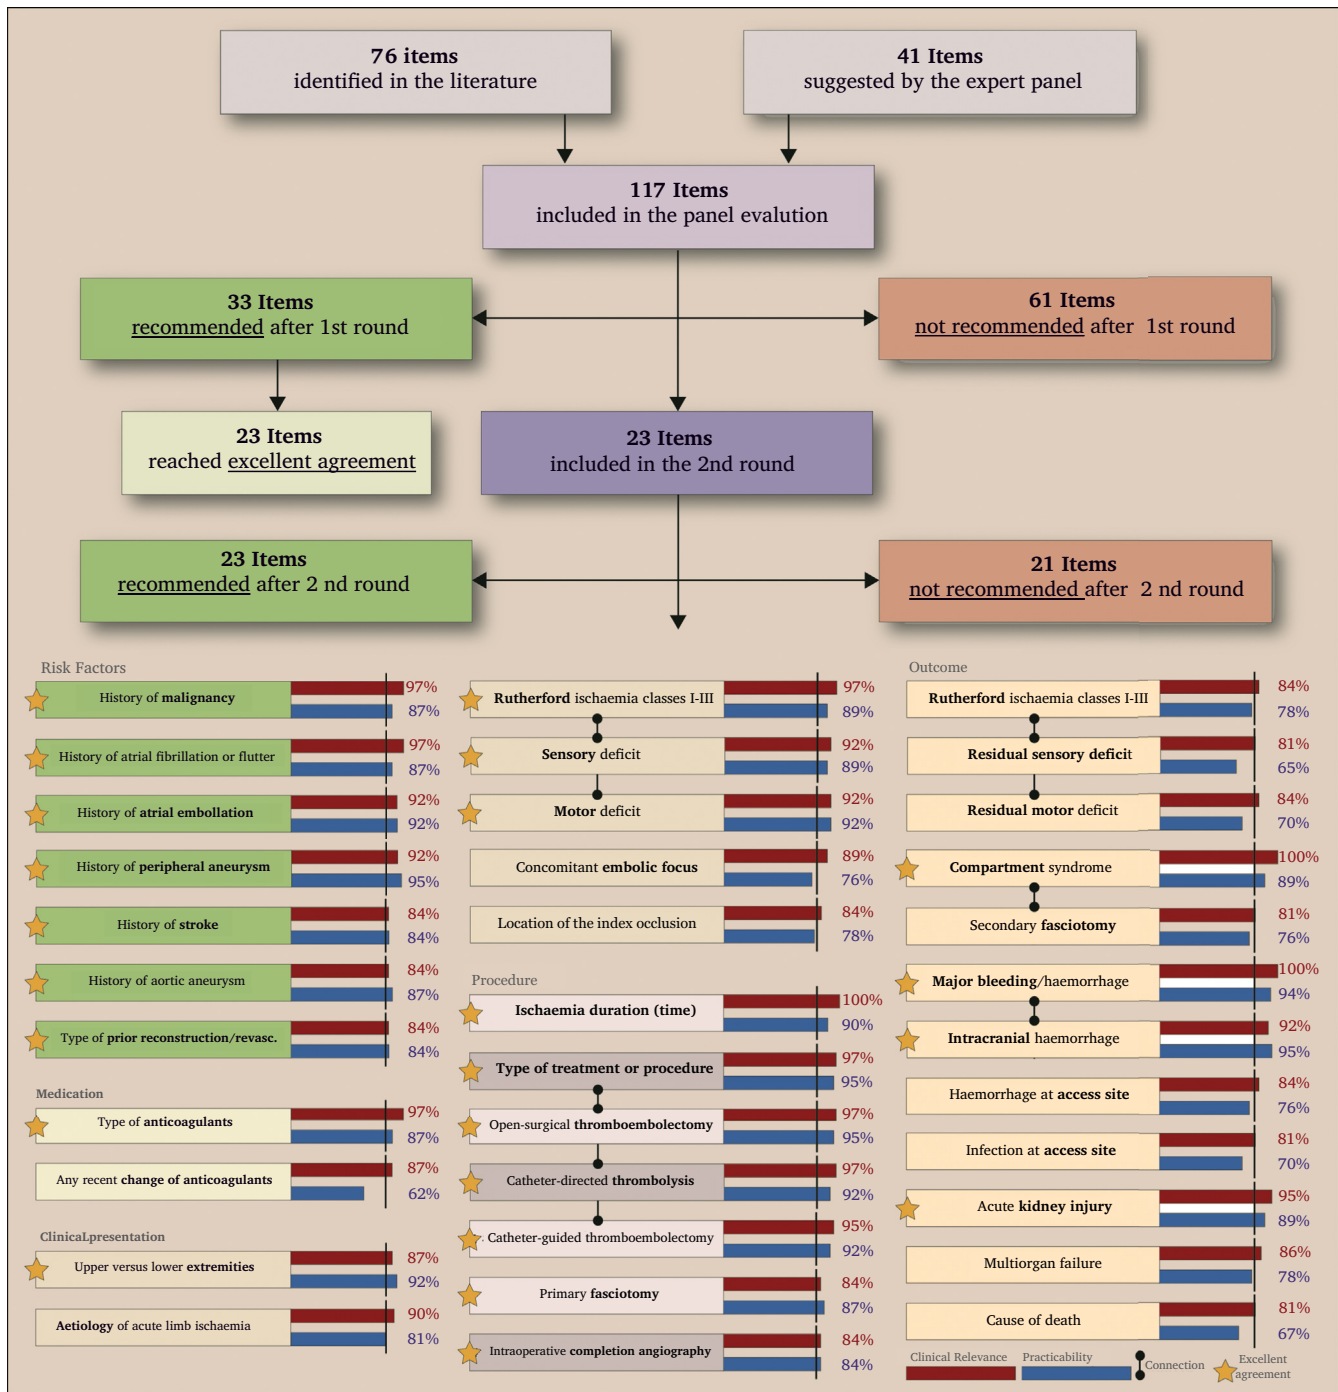 76 items
identified in the literature
41 Items
suggested by the expert panel
117 Items
included in the panel evalution
33 Items
recommended after 1st round
61 Items
not recommended after 1st round
23 Items
reached excellent agreement
23 Items
included in the 2nd round
23 Items
recommended after 2 nd round
21 Items
not recommended after 2 nd round
Risk Factors
History of malignancy
97%
87%
History of atrial fibrillation or flutter
97%
87%
History of atrial embollation
92%
92%
History of peripheral aneurysm
92%
95%
History of stroke
84%
84%
History of aortic aneurysm
84%
87%
Type of prior reconstruction/revasc.
84%
84%
Medication
Type of anticoagulants
97%
87%
Any recent change of anticoagulants
87%
62%
ClinicaLpresentation
Upper versus lower extremities
87%
92%
Aetiology of acute limb ischaemia
90%
81%
Rutherford ischaemia classes I-III
97%
89%
Sensory deficit
92%
89%
Motor deficit
92%
92%
Concomitant embolic focus
89%
76%
Location of the index occlusion
84%
78%
Procedure
Ischaemia duration (time)
100%
90%
Type of treatment or procedure
97%
95%
Open-surgical thromboembolectomy
97%
95%
Catheter-directed thrombolysis
97%
92%
Catheter-guided thromboembolectomy
95%
92%
Primary fasciotomy
84%
87%
Intraoperative completion angiography
84%
84%
Outcome
Rutherford ischaemia classes I-III
84%
78%
Residual sensory deficit
81%
65%
Residual motor deficit
84%
70%
Compartment syndrome
100%
89%
Secondary fasciotomy
81%
76%
Major bleeding/haemorrhage
100%
94%
Intracranial haemorrhage
92%
95%
Haemorrhage at access site
84%
76%
Infection at access site
81%
70%
Acute kidney injury
95%
89%
Multiorgan failure
86%
78%
Cause of death
81%
67%
Clinical Relevance
Practicability
Connection
Excellent
agreement